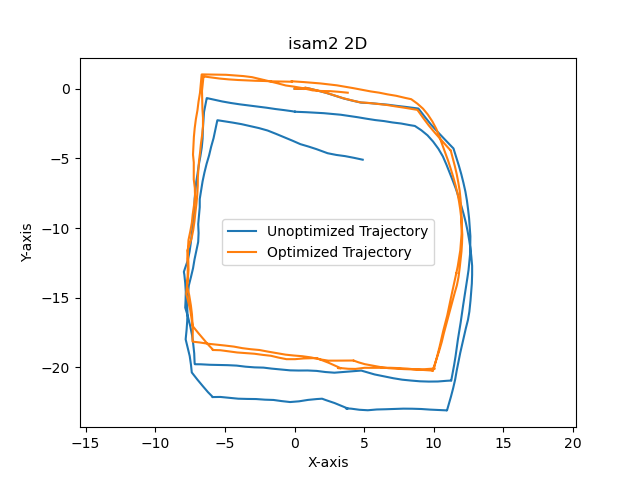 isam2 2D
0
−5
−10
−15
−20
Y-axis
Unoptimized Trajectory
Optimized Trajectory
−15 −10 −5 0 5 10 15 20
X-axis